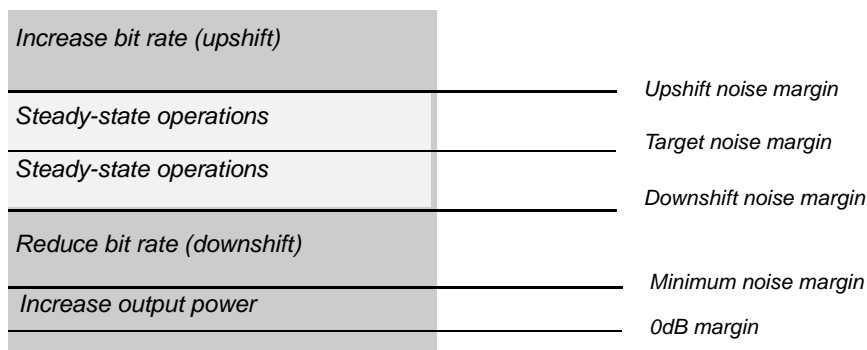 Increase bit rate (upshift)
Upshift noise margin
Steady-state operations
Target noise margin
Steady-state operations
Downshift noise margin
Reduce bit rate (downshift)
Minimum noise margin
Increase output power
0dB margin